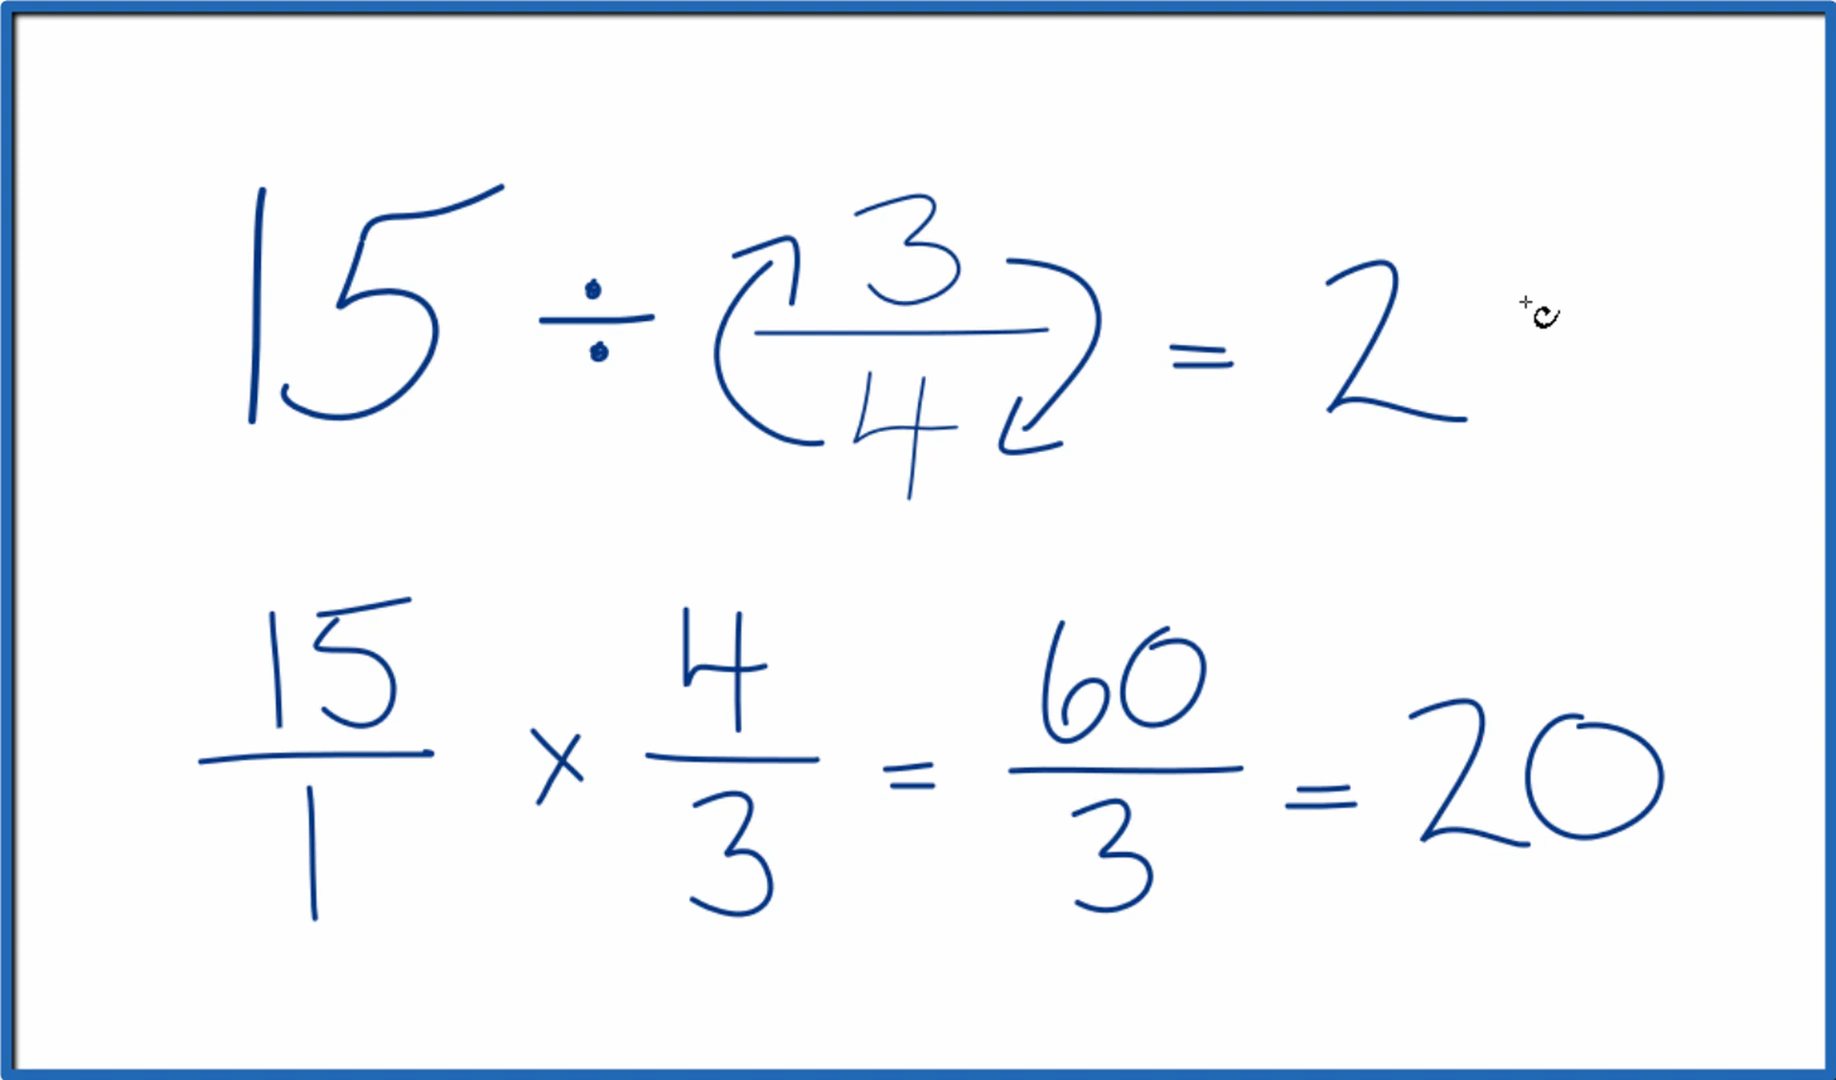 15 ÷ 3/4 = 2
15/1 × 4/3 = 60/3 = 20